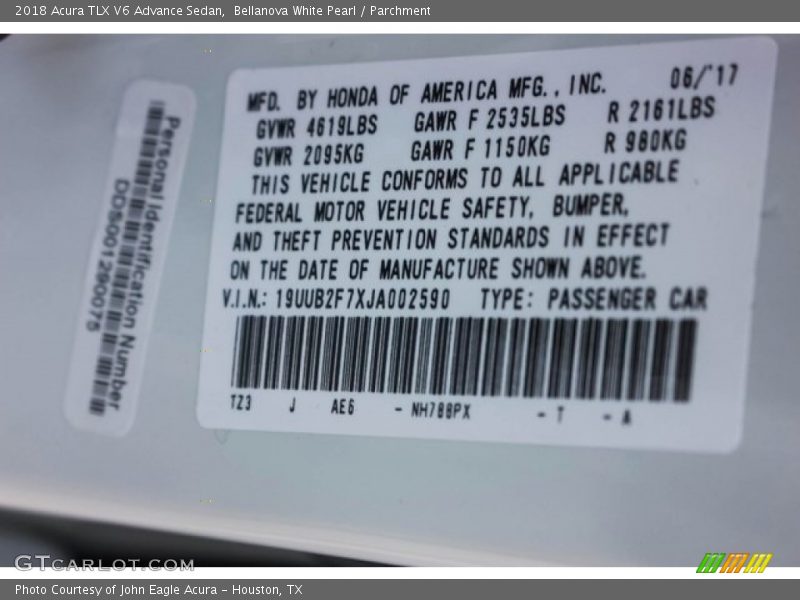 2018 Acura TLX V6 Advance Sedan,  Bellanova White Pearl / Parchment
MFD. BY HONDA OF AMERICA MFG., INC. 06/'17
GVWR 4619LBS GAWR F 2535LBS R 2161LBS
GVWR 2095KG GAWR F 1150KG R 980KG
THIS VEHICLE CONFORMS TO ALL APPLICABLE
FEDERAL MOTOR VEHICLE SAFETY, BUMPER,
AND THEFT PREVENTION STANDARDS IN EFFECT
ON THE DATE OF MANUFACTURE SHOWN ABOVE.
V.I.N.: 19UUB2F7XJA002590 TYPE: PASSENGER CAR
TZ3 J AE6 - NH788PX - T - A
Personal Identification Number
DDS001290075
GTCARLOT.COM
Photo Courtesy of John Eagle Acura - Houston, TX